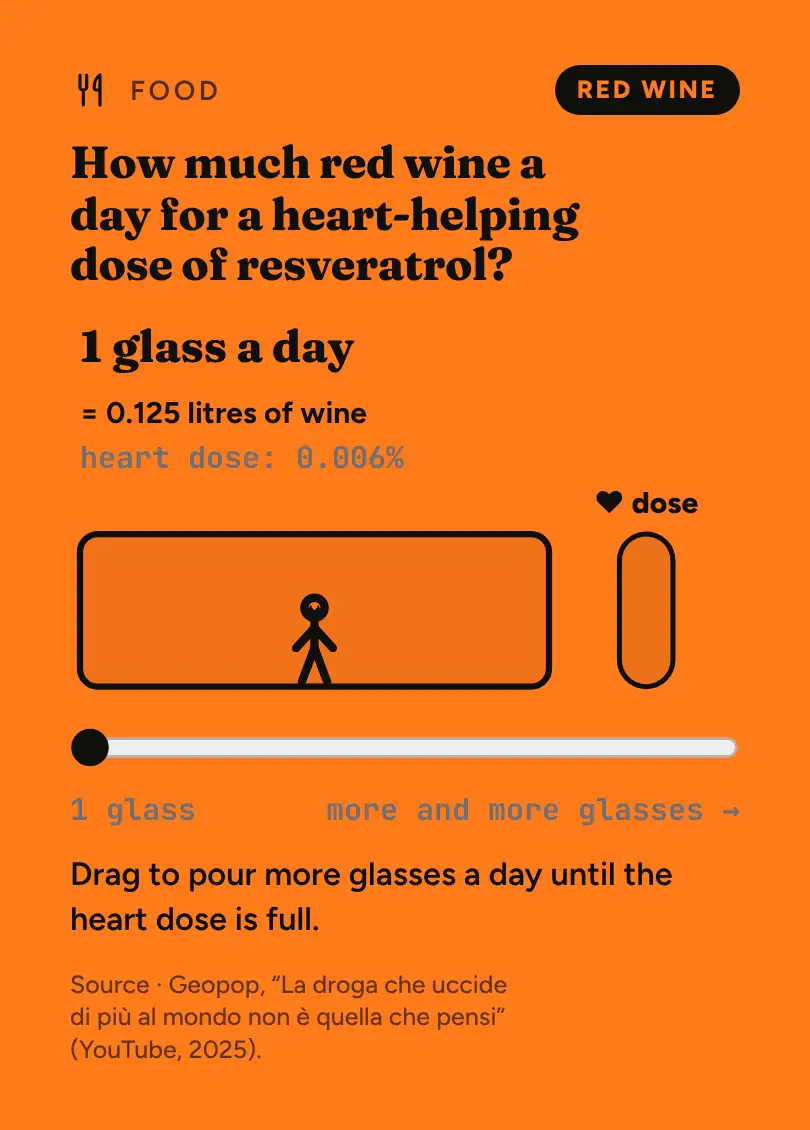 FOOD
RED WINE
How much red wine a
day for a heart-helping
dose of resveratrol?
1 glass a day
= 0.125 litres of wine
heart dose: 0.006%
♥ dose
1 glass
more and more glasses →
Drag to pour more glasses a day until the
heart dose is full.
Source · Geopop, “La droga che uccide
di più al mondo non è quella che pensi”
(YouTube, 2025).